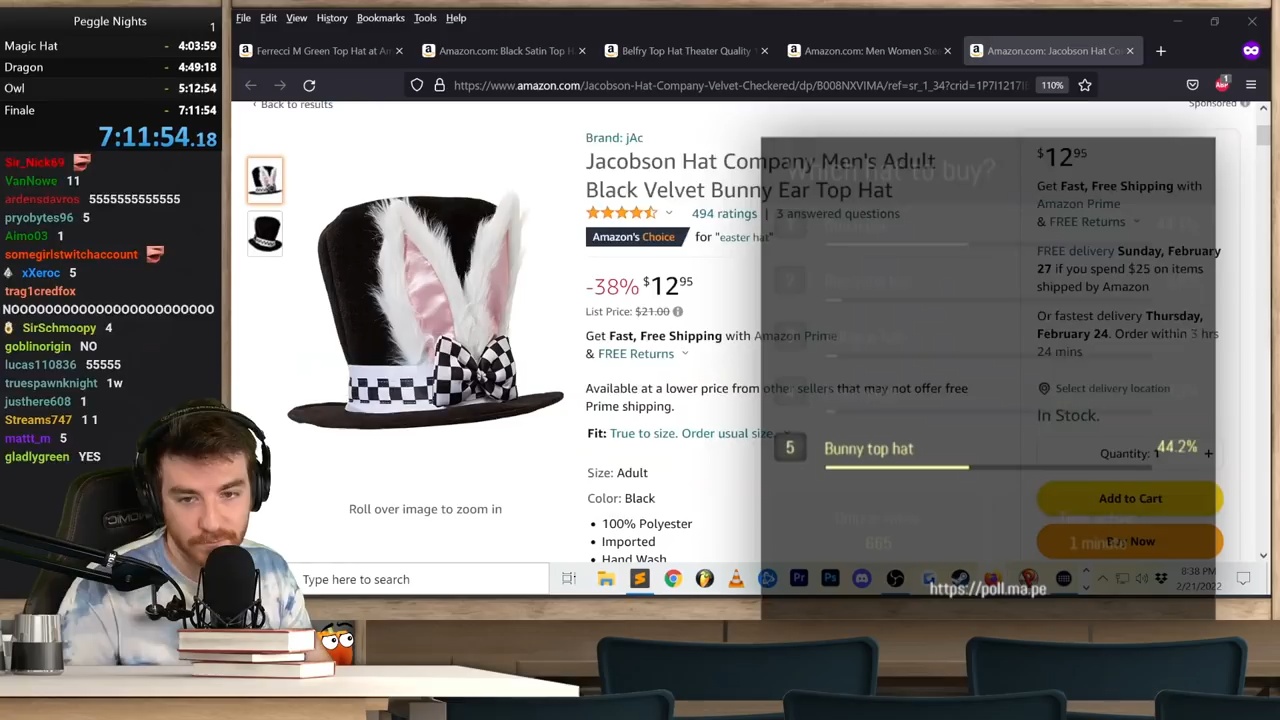 Peggle Nights
1
Magic Hat - 4:03:59
Dragon - 4:49:18
Owl - 5:12:54
Finale - 7:11:54
7:11:54.18
Sir_Nick69
VanNowe 11
ardensdavros 5555555555555
pryobytes96 5
Aimo03 1
somegirlstwitchaccount
xXeroc 5
trag1credfox
NOOOOOOOOOOOOOOOOOOOOOOOO
SirSchmoopy 4
goblinorigin NO
lucas110836 55555
truespawnknight 1w
justhere608 1
Streams747 1 1
mattt_m 5
gladlygreen YES
File Edit View History Bookmarks Tools Help
Ferrecci M Green Top Hat at Am
Amazon.com: Black Satin Top H
Belfry Top Hat Theater Quality
Amazon.com: Men Women Stea
Amazon.com: Jacobson Hat Co
https://www.amazon.com/Jacobson-Hat-Company-Velvet-Checkered/dp/B008NXVIMA/ref=sr_1_34?crid=1P7I1217I
110%
Back to results
Sponsored
Brand: jAc
Jacobson Hat Company Men's Adult
Black Velvet Bunny Ear Top Hat
494 ratings | 3 answered questions
Amazon's Choice for "easter hat"
-38% $12 95
List Price: $21.00
Get Fast, Free Shipping with Amazon Prime
& FREE Returns
Available at a lower price from other sellers that may not offer free
Prime shipping.
Fit: True to size. Order usual size.
Size: Adult
Color: Black
• 100% Polyester
• Imported
• Hand Wash
Roll over image to zoom in
Which hat to buy?
5 Bunny top hat 44.2%
665
1 minute
https://poll.ma.pe
$12 95
Get Fast, Free Shipping with
Amazon Prime
& FREE Returns
FREE delivery Sunday, February
27 if you spend $25 on items
shipped by Amazon
Or fastest delivery Thursday,
February 24. Order within 3 hrs
24 mins
Select delivery location
In Stock.
Quantity: 1
Add to Cart
Buy Now
Type here to search
8:38 PM
2/21/2022